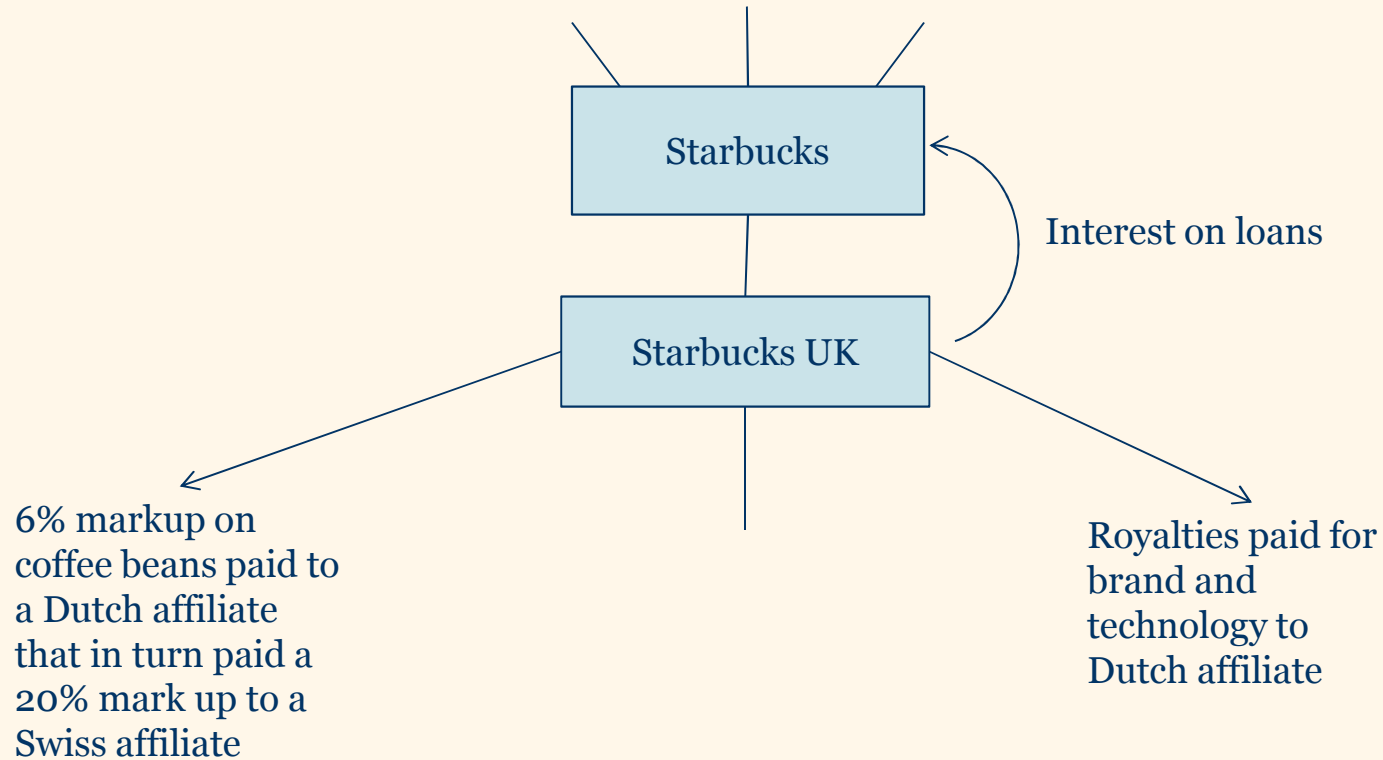 Starbucks
Interest on loans
Starbucks UK
6% markup on
coffee beans paid to
a Dutch affiliate
that in turn paid a
20% mark up to a
Swiss affiliate
Royalties paid for
brand and
technology to
Dutch affiliate